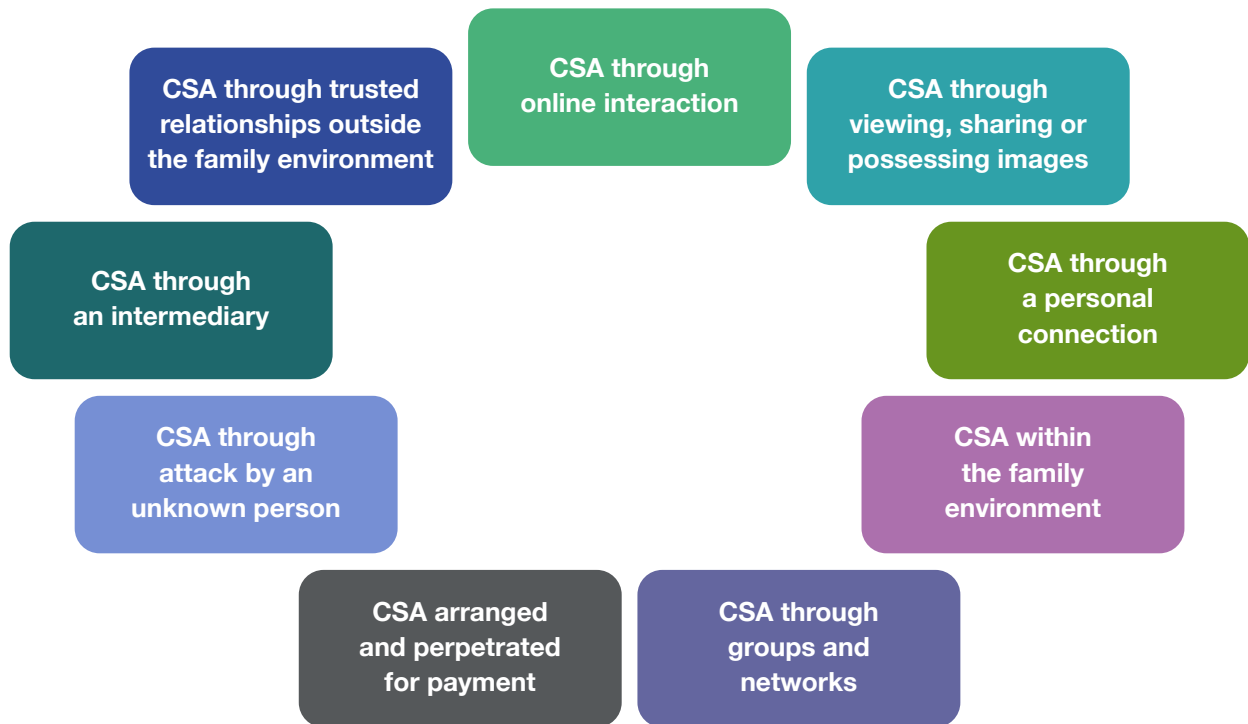 CSA through
online interaction
CSA through trusted
relationships outside
the family environment
CSA through
viewing, sharing or
possessing images
CSA through
an intermediary
CSA through
a personal
connection
CSA through
attack by an
unknown person
CSA within
the family
environment
CSA arranged
and perpetrated
for payment
CSA through
groups and
networks